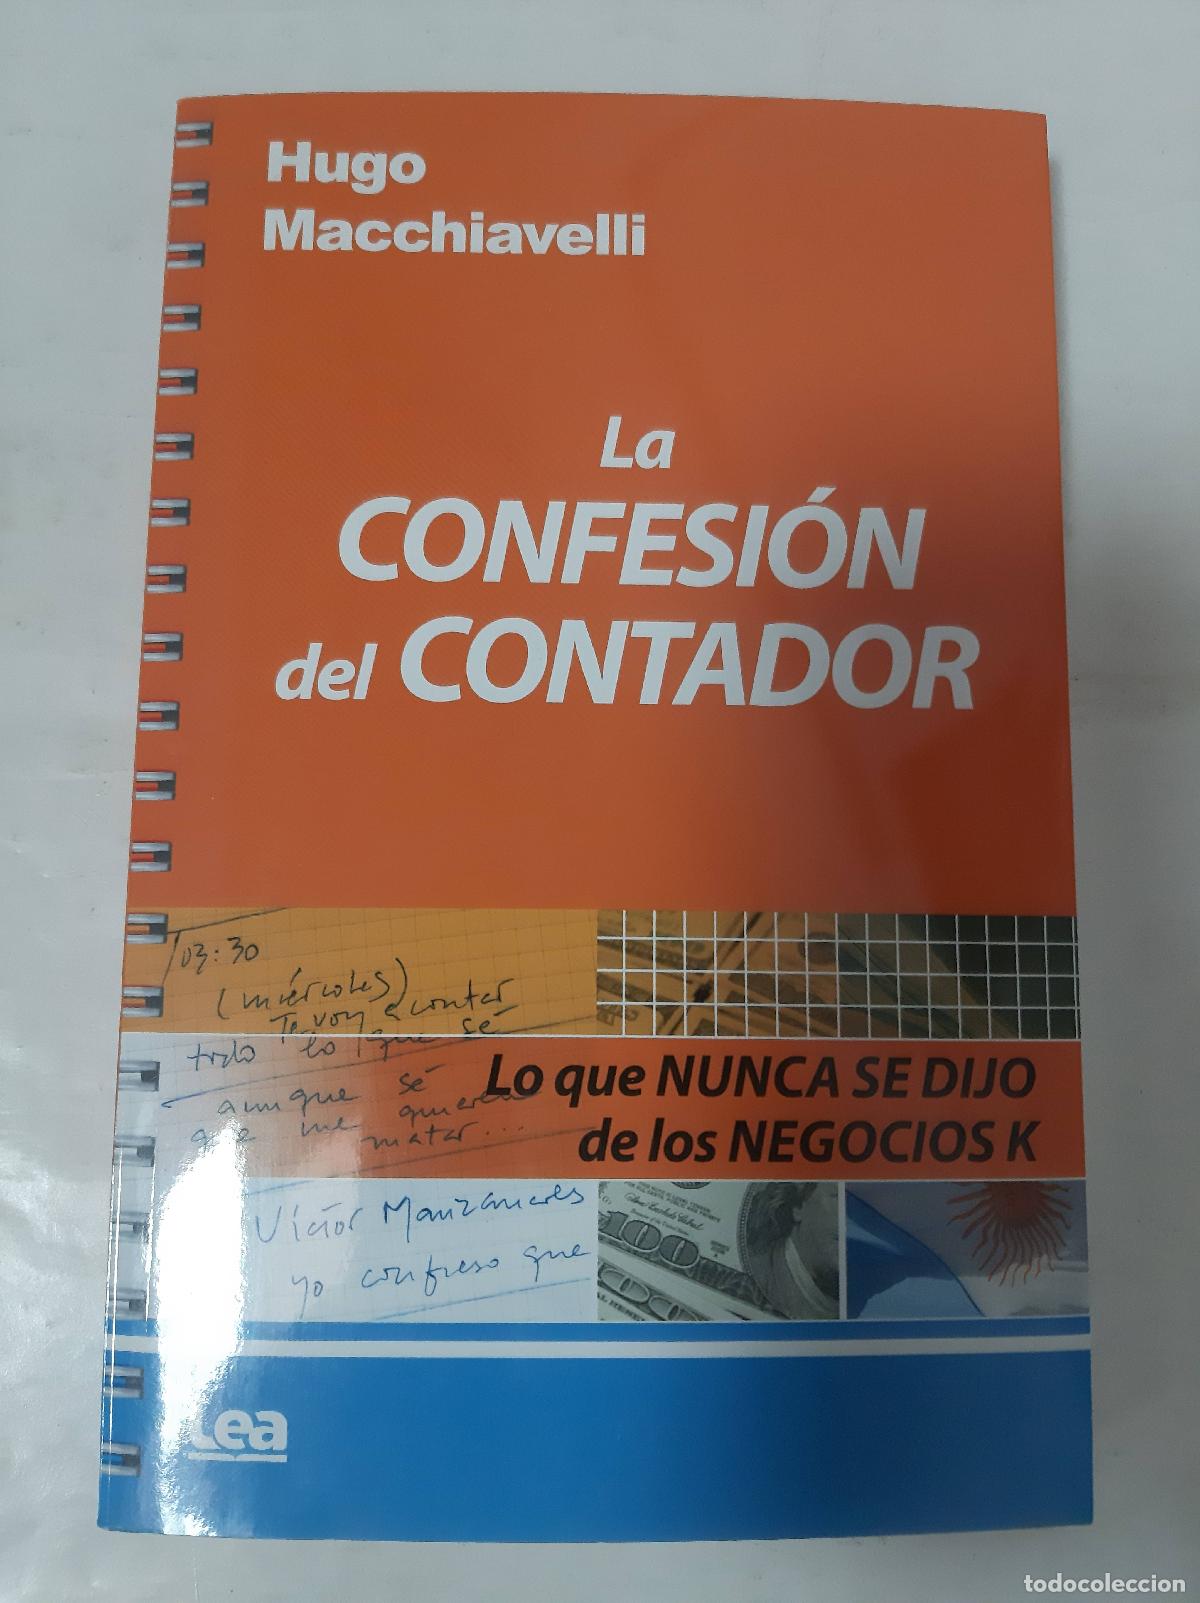 Hugo
Macchiavelli
La
CONFESIÓN
del CONTADOR
03:30
(miércoles)
Te voy a contar
todo lo que sé
aunque sé
que me quieren
matar...
Lo que NUNCA SE DIJO
de los NEGOCIOS K
Víctor Manzanares
yo confieso que
100
Lea
todocoleccion